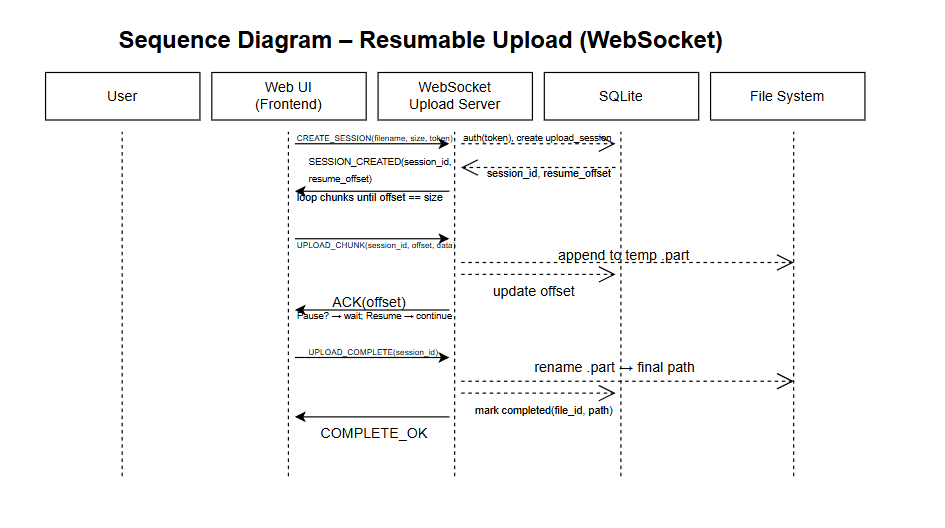 Sequence Diagram – Resumable Upload (WebSocket)
User
Web UI
(Frontend)
WebSocket
Upload Server
SQLite
File System
CREATE_SESSION(filename, size, token)
auth(token), create upload_session
SESSION_CREATED(session_id,
resume_offset)
session_id, resume_offset
loop chunks until offset == size
UPLOAD_CHUNK(session_id, offset, data)
append to temp .part
update offset
ACK(offset)
Pause? → wait; Resume → continue
UPLOAD_COMPLETE(session_id)
rename .part → final path
mark completed(file_id, path)
COMPLETE_OK